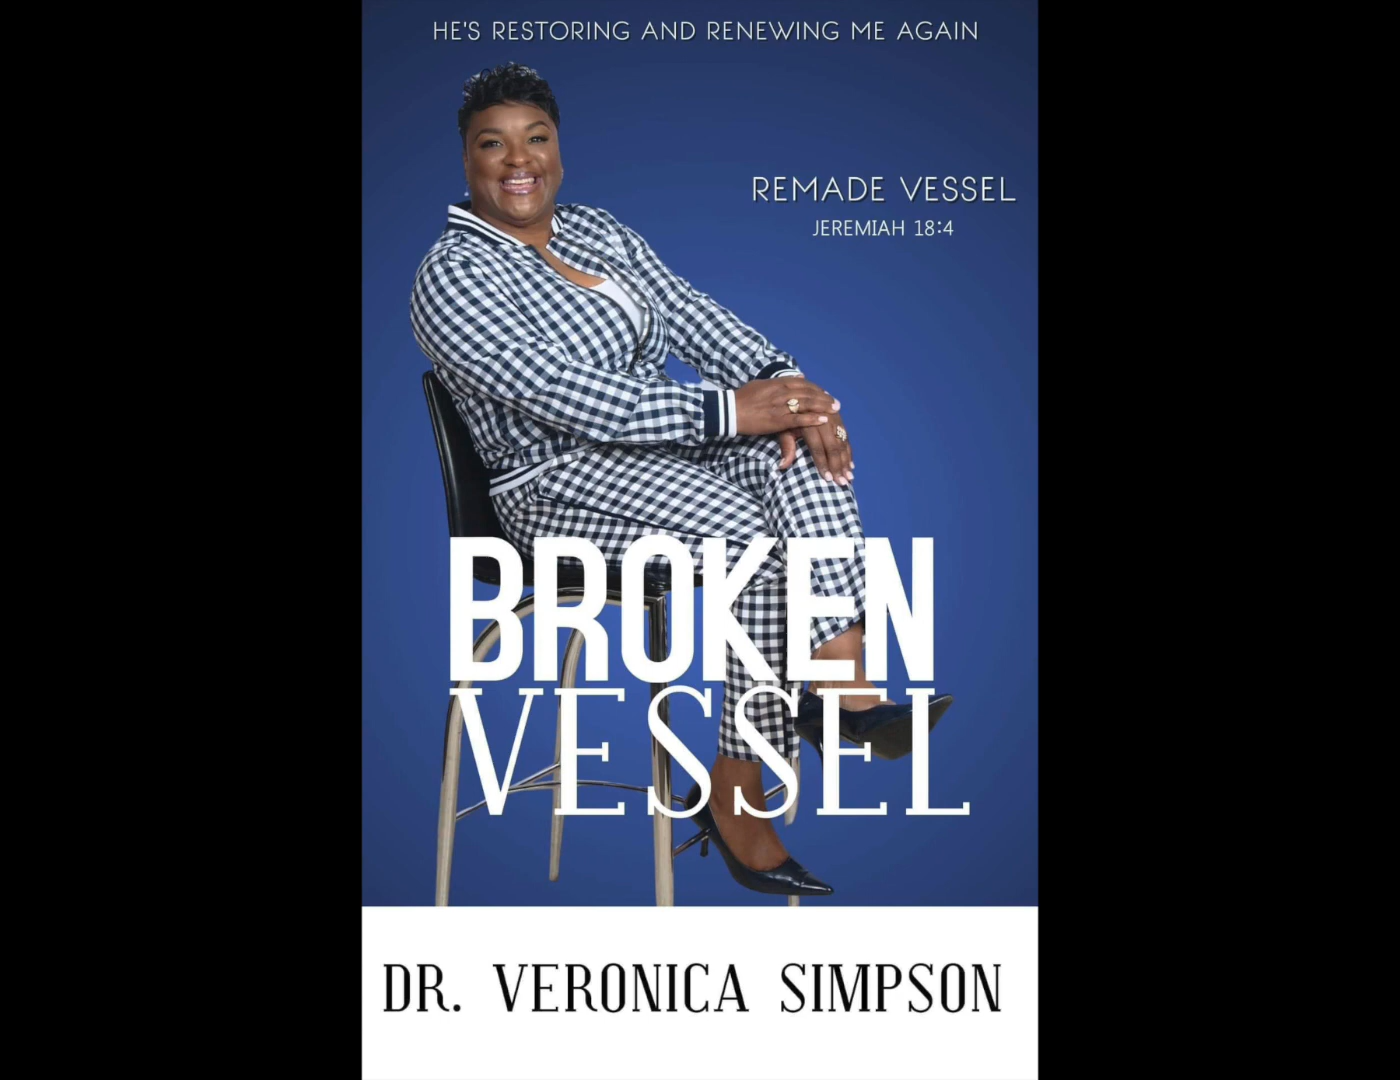 HE'S RESTORING AND RENEWING ME AGAIN
REMADE VESSEL
JEREMIAH 18:4
BROKEN
VESSEL
DR. VERONICA SIMPSON